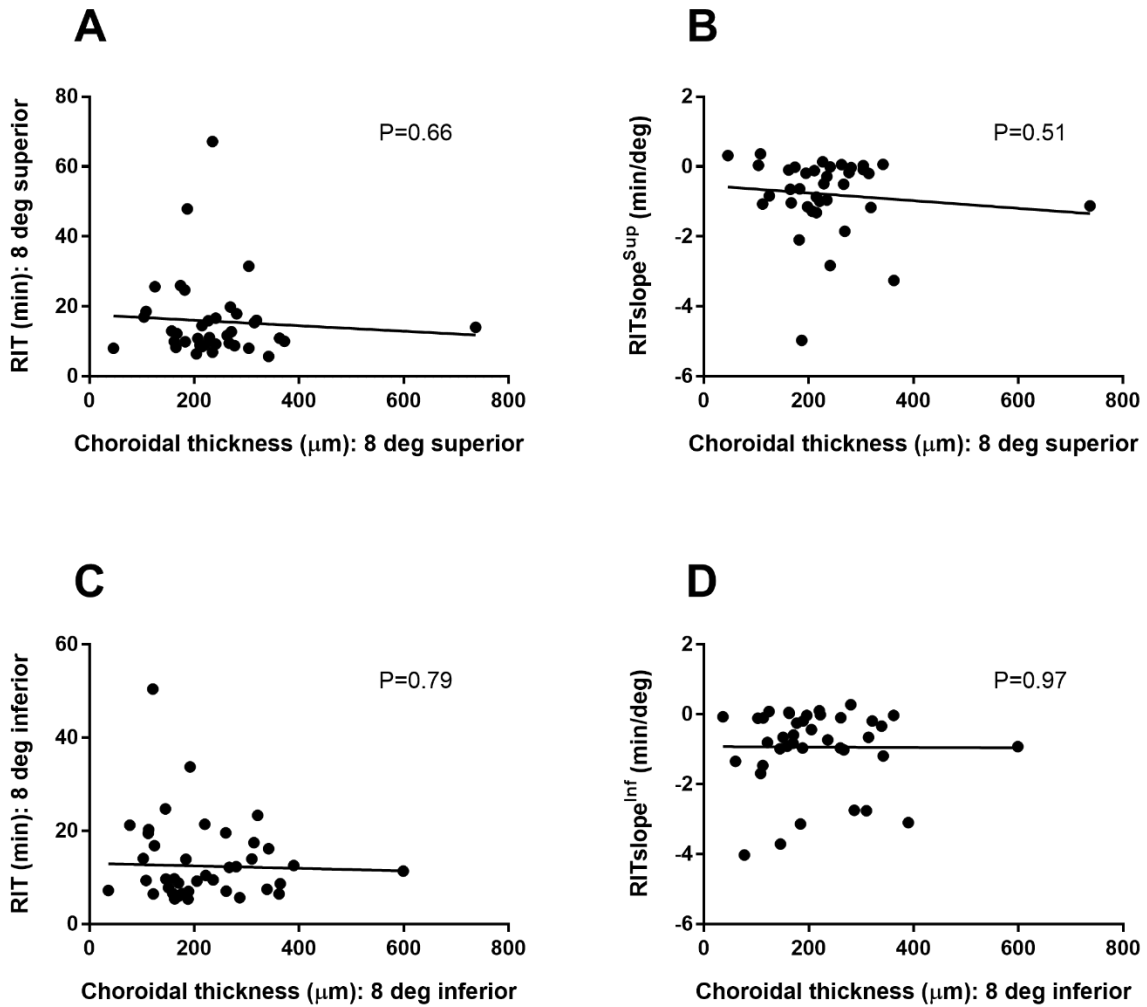 A
RIT (min): 8 deg superior
80
60
40
20
0
P=0.66
0 200 400 600 800
Choroidal thickness (μm): 8 deg superior
B
RITslope^Sup (min/deg)
2
0
-2
-4
-6
P=0.51
0 200 400 600 800
Choroidal thickness (μm): 8 deg superior
C
RIT (min): 8 deg inferior
60
40
20
0
P=0.79
0 200 400 600 800
Choroidal thickness (μm): 8 deg inferior
D
RITslope^Inf (min/deg)
2
0
-2
-4
-6
P=0.97
0 200 400 600 800
Choroidal thickness (μm): 8 deg inferior